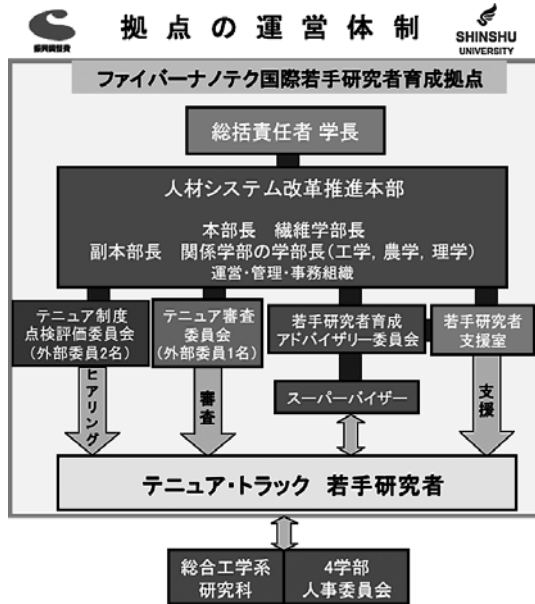 拠点の運営体制
振興調整費
SHINSHU
UNIVERSITY
ファイバーナノテク国際若手研究者育成拠点
総括責任者 学長
人材システム改革推進本部
本部長 繊維学部長
副本部長 関係学部の学部長(工学, 農学, 理学)
運営・管理・事務組織
テニュア制度
点検評価委員会
(外部委員2名)
テニュア審査
委員会
(外部委員1名)
若手研究者育成
アドバイザリー委員会
若手研究者
支援室
ヒアリング
審査
スーパーバイザー
支援
テニュア・トラック 若手研究者
総合工学系
研究科
4学部
人事委員会